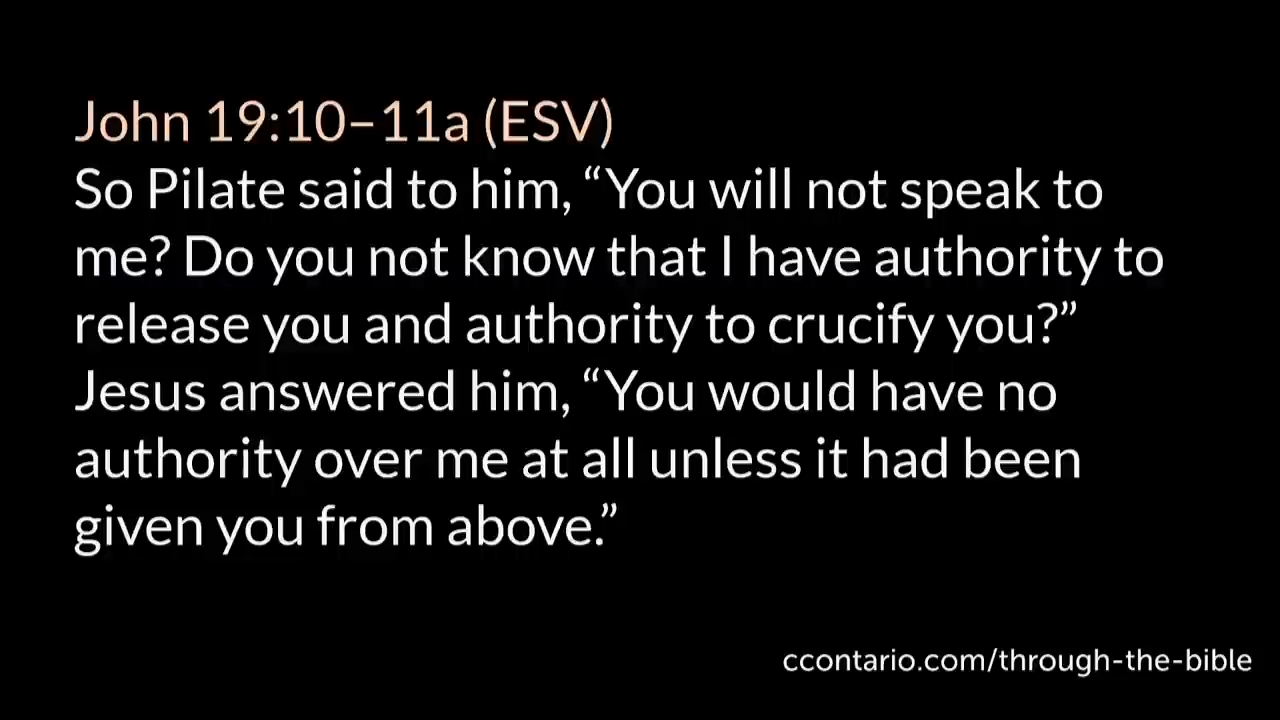 John 19:10–11a (ESV)
So Pilate said to him, “You will not speak to
me? Do you not know that I have authority to
release you and authority to crucify you?”
Jesus answered him, “You would have no
authority over me at all unless it had been
given you from above.”
ccontario.com/through-the-bible